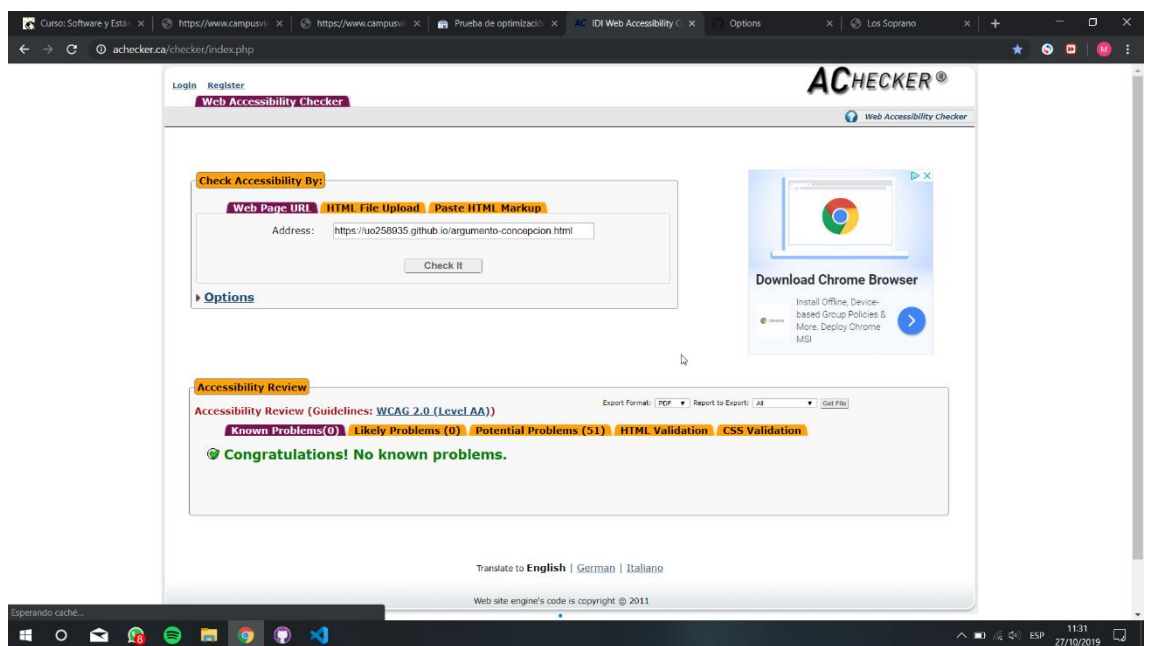 Curso: Software y Están
https://www.campusvir
https://www.campusvir
Prueba de optimizació
IDI Web Accessibility C
Options
Los Soprano
achecker.ca/checker/index.php
Login Register
ACHECKER ®
Web Accessibility Checker
Web Accessibility Checker
Check Accessibility By:
Web Page URL HTML File Upload Paste HTML Markup
Address: https://uo258935.github.io/argumento-concepcion.html
Check It
Options
Download Chrome Browser
Install Offline, Device-
based Group Policies &
More. Deploy Chrome
MSI
chrome
Accessibility Review
Export Format: PDF Report to Export: All Get File
Accessibility Review (Guidelines: WCAG 2.0 (Level AA))
Known Problems(0) Likely Problems (0) Potential Problems (51) HTML Validation CSS Validation
Congratulations! No known problems.
Translate to English | German | Italiano
Web site engine's code is copyright © 2011
Esperando caché...
ESP
11:31
27/10/2019